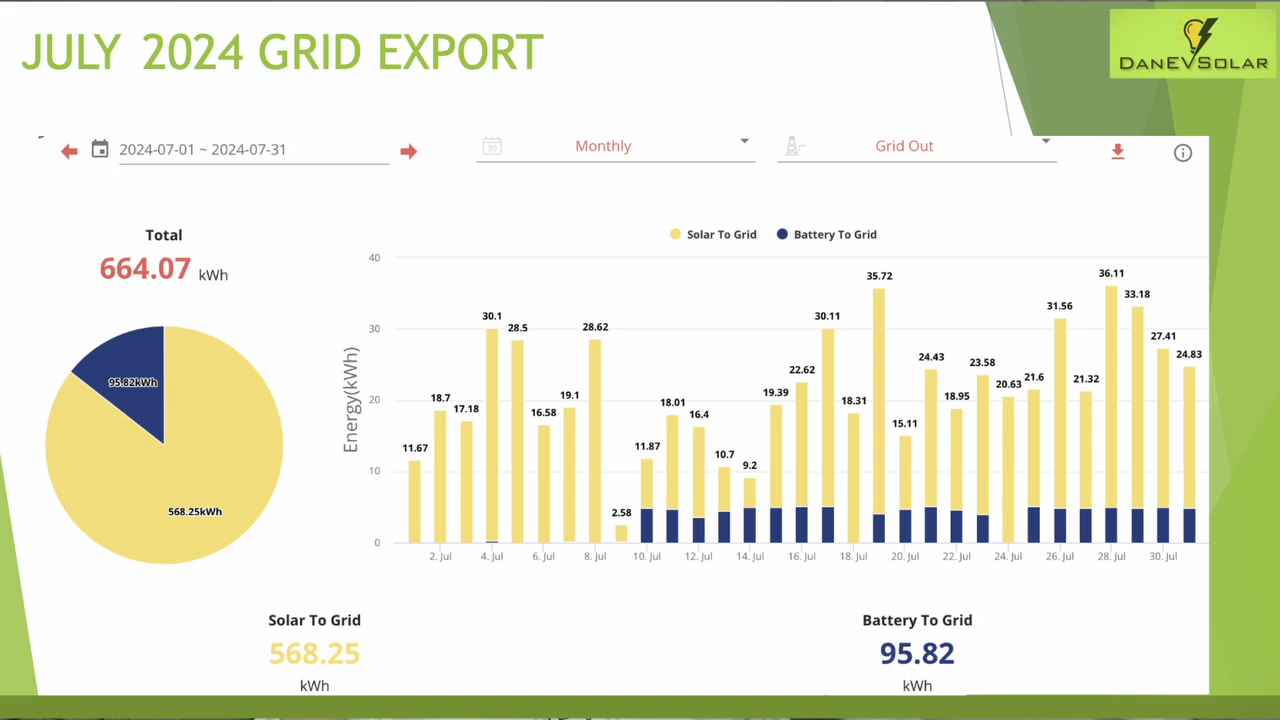 JULY 2024 GRID EXPORT
DANEVSOLAR
2024-07-01 ~ 2024-07-31
30
Monthly
Grid Out
Total
664.07 kWh
Solar To Grid
Battery To Grid
95.82kWh
568.25kWh
Energy(kWh)
40
30
20
10
0
11.67
18.7
17.18
30.1
28.5
16.58
19.1
28.62
2.58
11.87
18.01
16.4
10.7
9.2
19.39
22.62
30.11
18.31
35.72
15.11
24.43
18.95
23.58
20.63
21.6
31.56
21.32
36.11
33.18
27.41
24.83
2. Jul
4. Jul
6. Jul
8. Jul
10. Jul
12. Jul
14. Jul
16. Jul
18. Jul
20. Jul
22. Jul
24. Jul
26. Jul
28. Jul
30. Jul
Solar To Grid
568.25
kWh
Battery To Grid
95.82
kWh